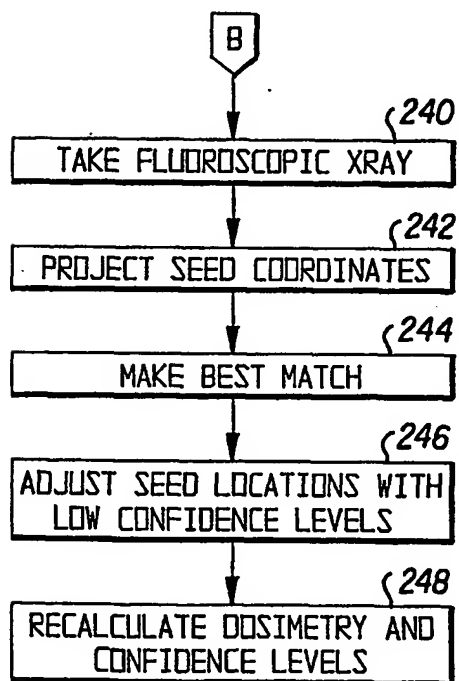 B
240
TAKE FLUOROSCOPIC XRAY
242
PROJECT SEED COORDINATES
244
MAKE BEST MATCH
246
ADJUST SEED LOCATIONS WITH
LOW CONFIDENCE LEVELS
248
RECALCULATE DOSIMETRY AND
CONFIDENCE LEVELS